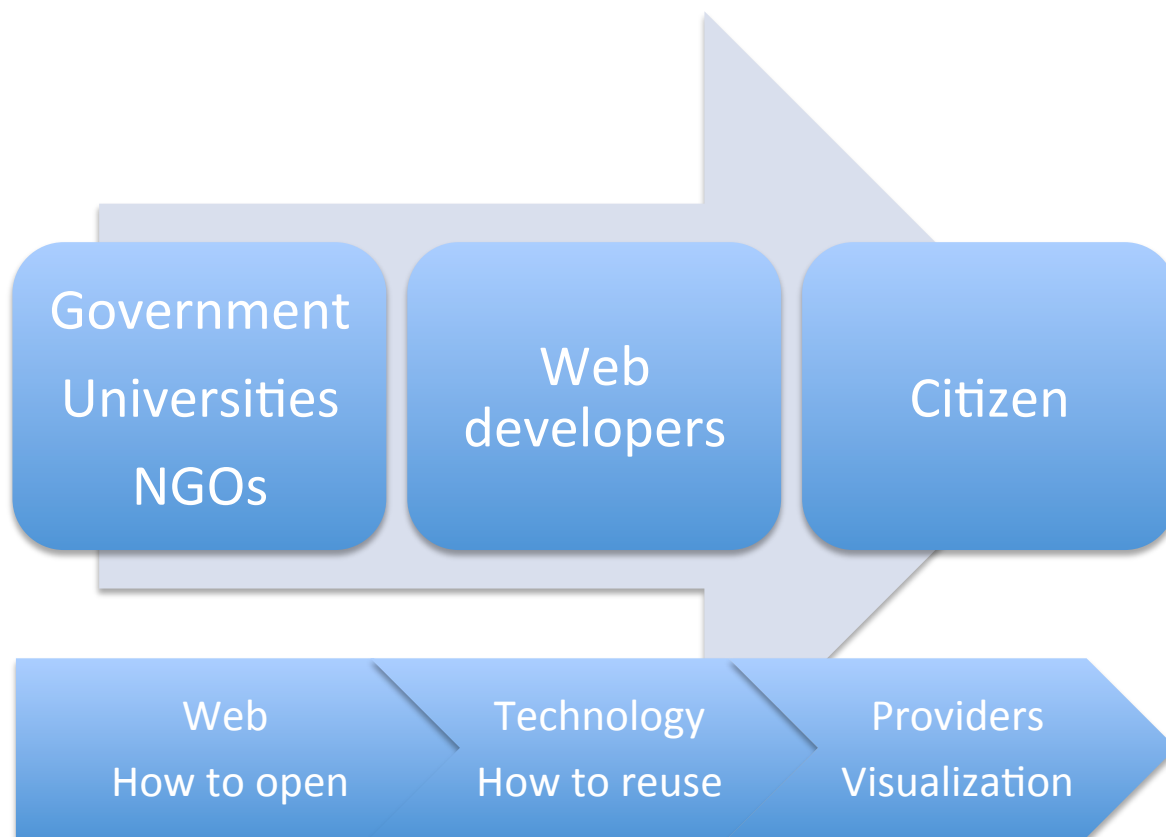 Government
Universities
NGOs
Web
developers
Citizen
Web
How to open
Technology
How to reuse
Providers
Visualization